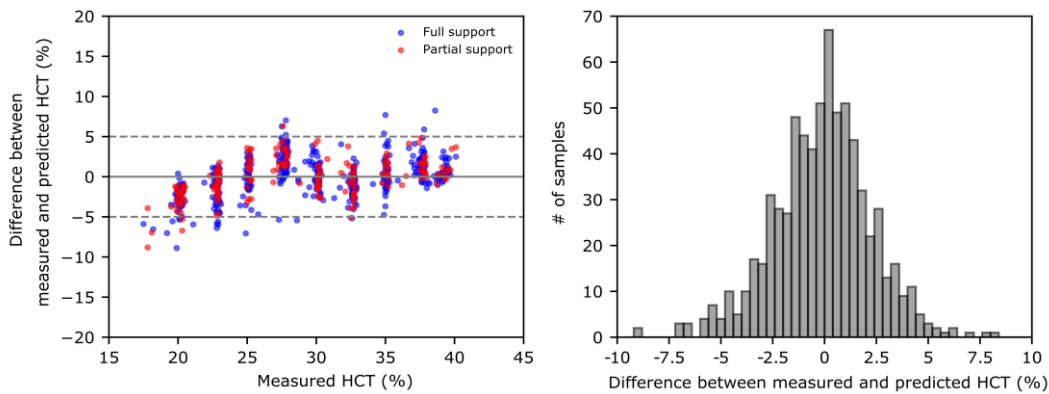 Difference between
measured and predicted HCT (%)
20
15
10
5
0
−5
−10
−15
−20
Full support
Partial support
15 20 25 30 35 40 45
Measured HCT (%)
# of samples
70
60
50
40
30
20
10
0
-10 -7.5 -5 -2.5 0 2.5 5 7.5 10
Difference between measured and predicted HCT (%)